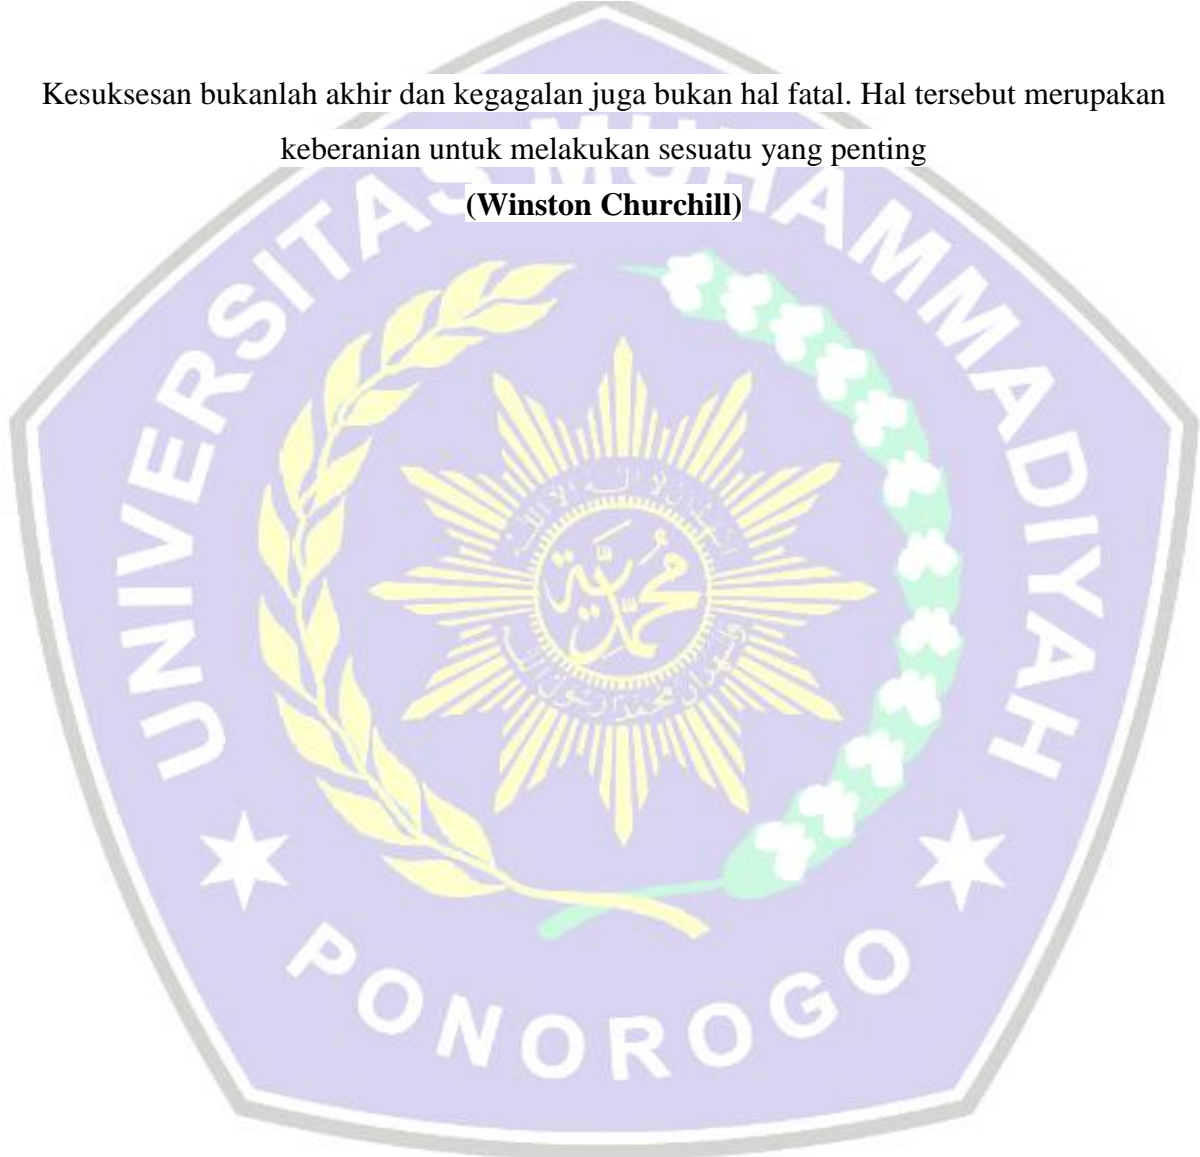 Kesuksesan bukanlah akhir dan kegagalan juga bukan hal fatal. Hal tersebut merupakan
keberanian untuk melakukan sesuatu yang penting
(Winston Churchill)
UNIVERSITAS MUHAMMADIYAH
محمدية
PONOROGO